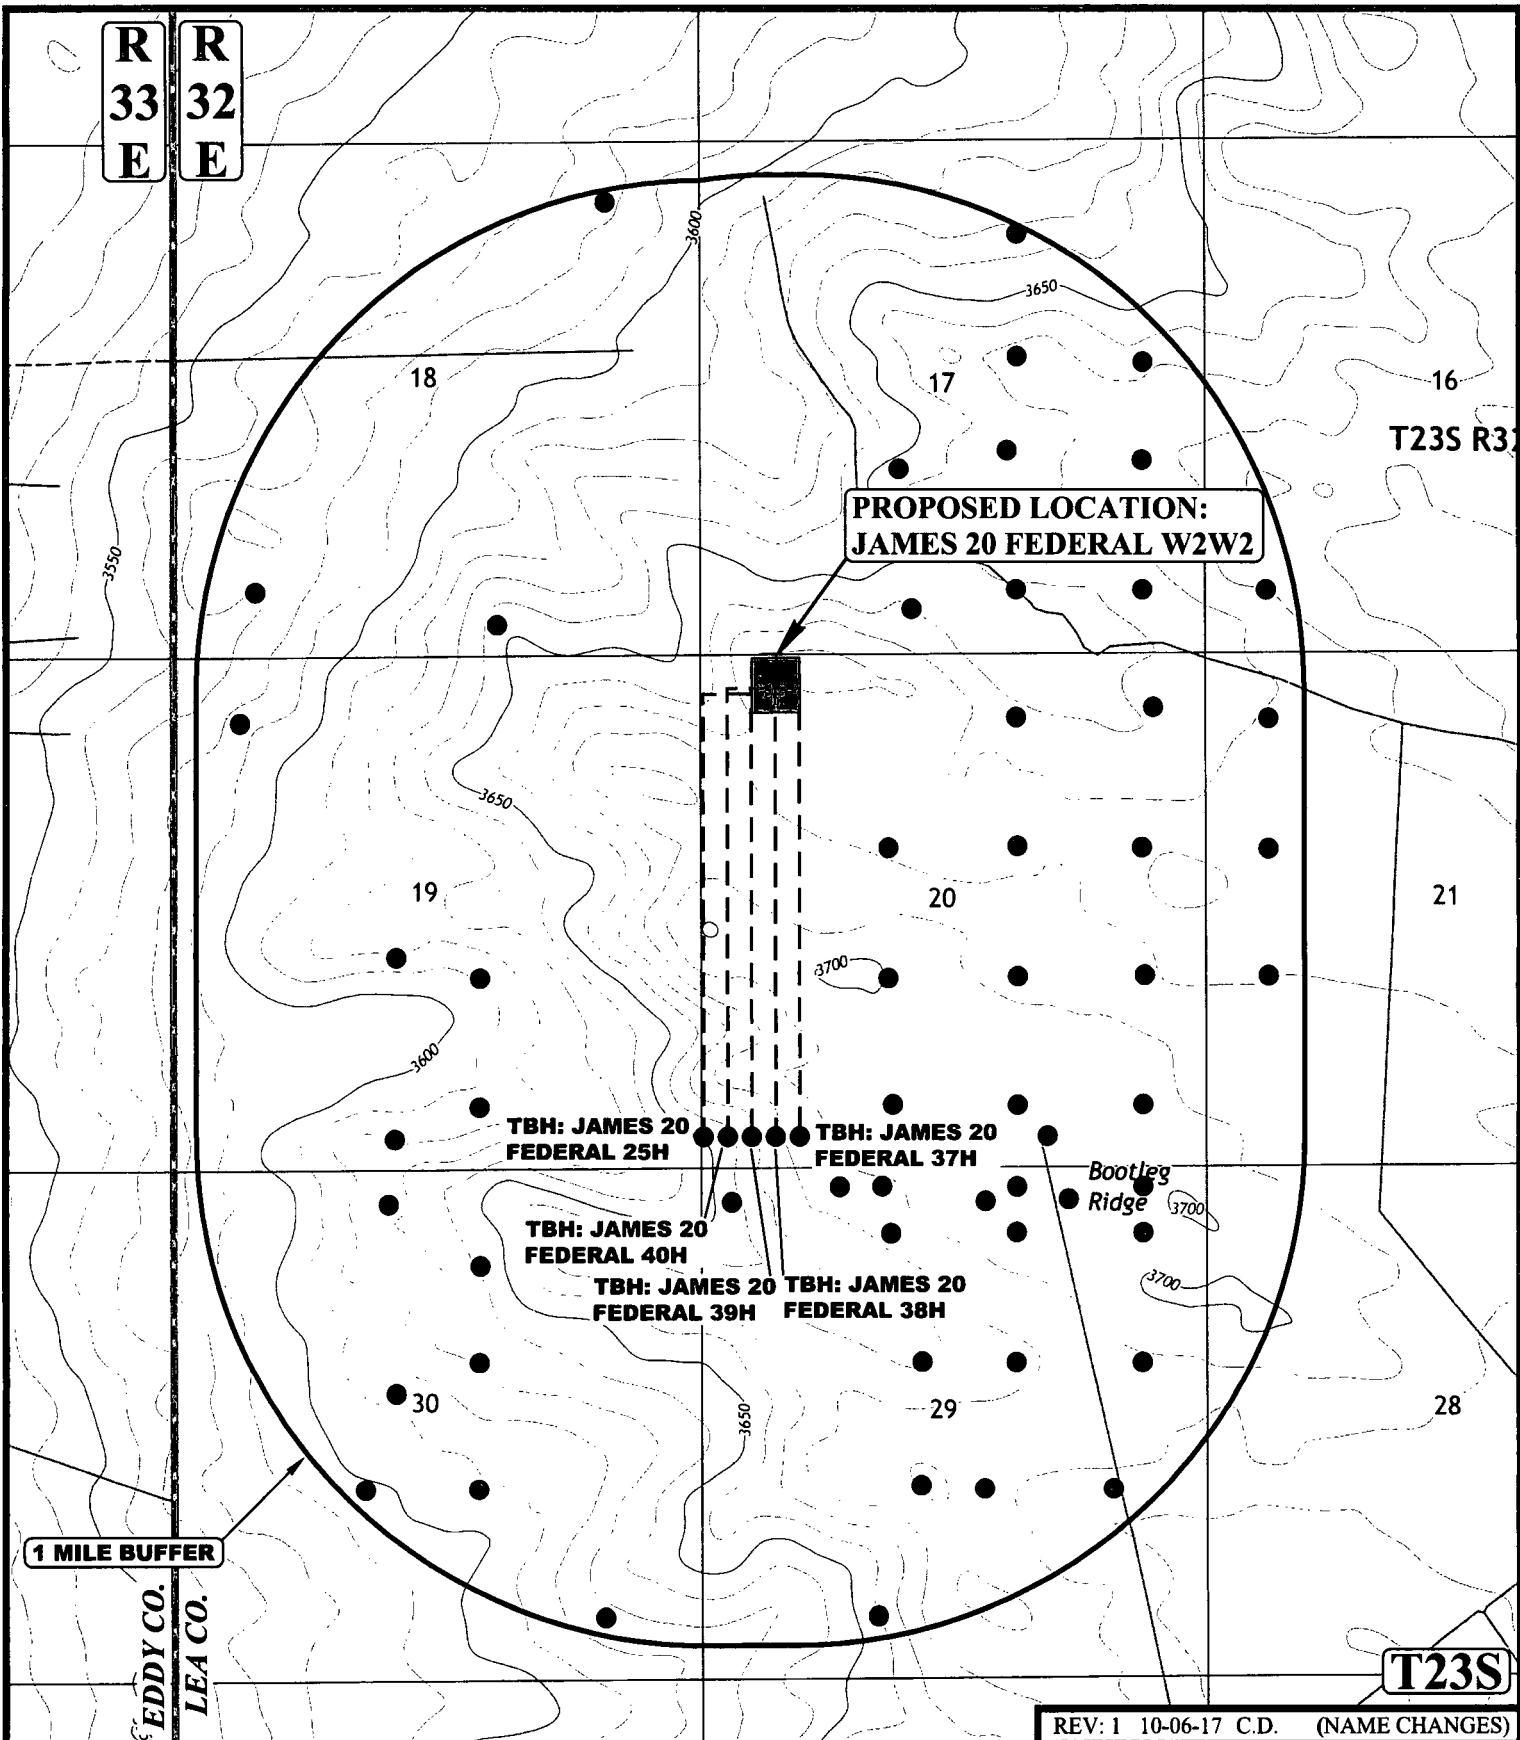 R R
33 32
E E
3600
3650
18
17
16
T23S R3
PROPOSED LOCATION:
JAMES 20 FEDERAL W2W2
3550
3650
19
20
21
3700
3600
TBH: JAMES 20
FEDERAL 25H
TBH: JAMES 20
FEDERAL 37H
Bootleg
Ridge
3700
TBH: JAMES 20
FEDERAL 40H
TBH: JAMES 20
FEDERAL 39H
TBH: JAMES 20
FEDERAL 38H
3700
30
29
28
3650
1 MILE BUFFER
EDDY CO.
LEA CO.
T23S
REV: 1 10-06-17 C.D. (NAME CHANGES)